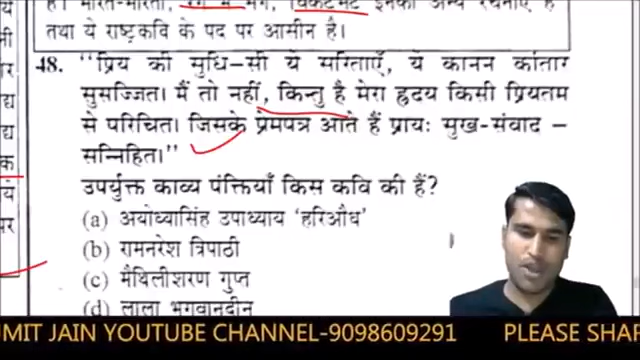 है। भारत-भारती, रंग में भंग, विकटभट इनकी अन्य रचनाएँ हैं
तथा ये राष्ट्रकवि के पद पर आसीन है।
48. "प्रिय की सुधि-सी ये सरिताएँ, ये कानन कांतार
सुसज्जित। मैं तो नहीं, किन्तु है मेरा हृदय किसी प्रियतम
से परिचित। जिसके प्रेमपत्र आते हैं प्रायः सुख-संवाद –
सन्निहित।"
उपर्युक्त काव्य पंक्तियाँ किस कवि की हैं?
(a) अयोध्यासिंह उपाध्याय 'हरिऔध'
(b) रामनरेश त्रिपाठी
(c) मैथिलीशरण गुप्त
(d) लाला भगवानदीन
UMIT JAIN YOUTUBE CHANNEL-9098609291 PLEASE SHAR